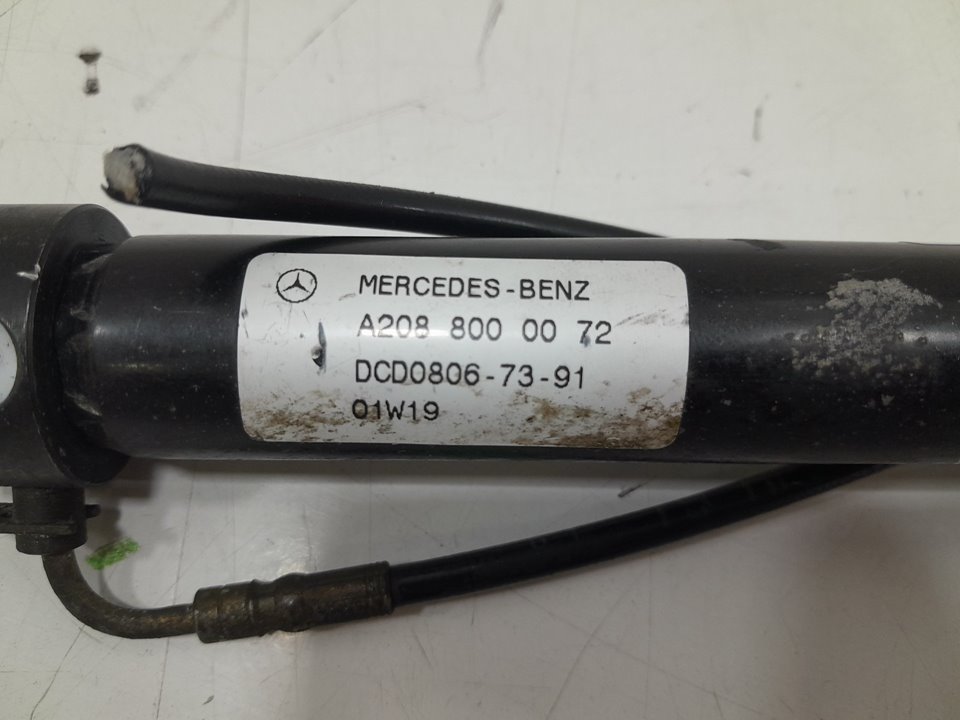 MERCEDES-BENZ
A208 800 00 72
DCD0806-73-91
01W19